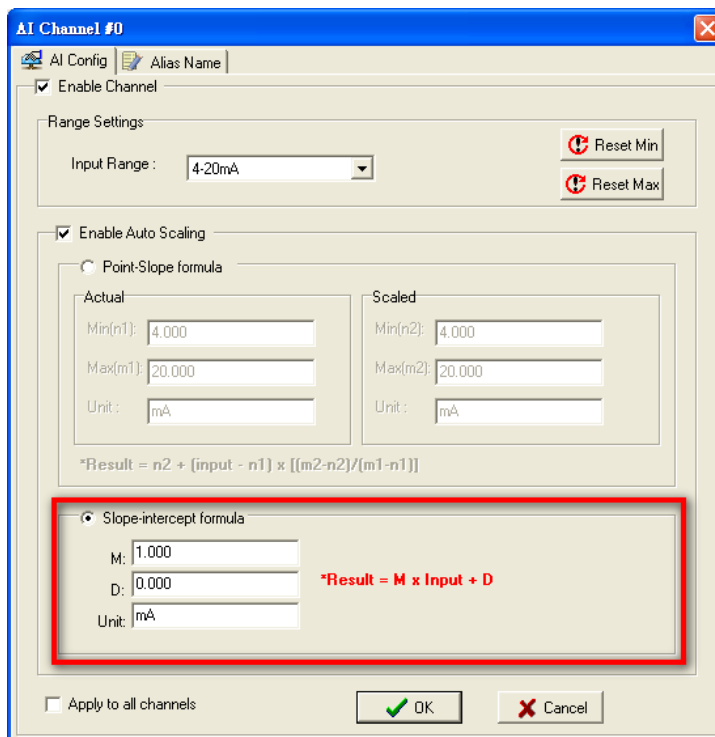 AI Channel #0
AI Config
Alias Name
Enable Channel
Range Settings
Input Range :
4-20mA
Reset Min
Reset Max
Enable Auto Scaling
Point-Slope formula
Actual
Min(n1):
4.000
Max(m1):
20.000
Unit :
mA
Scaled
Min(n2):
4.000
Max(m2):
20.000
Unit :
mA
*Result = n2 + (input - n1) x [(m2-n2)/(m1-n1)]
Slope-intercept formula
M:
1.000
D:
0.000
Unit:
mA
*Result = M x Input + D
Apply to all channels
OK
Cancel